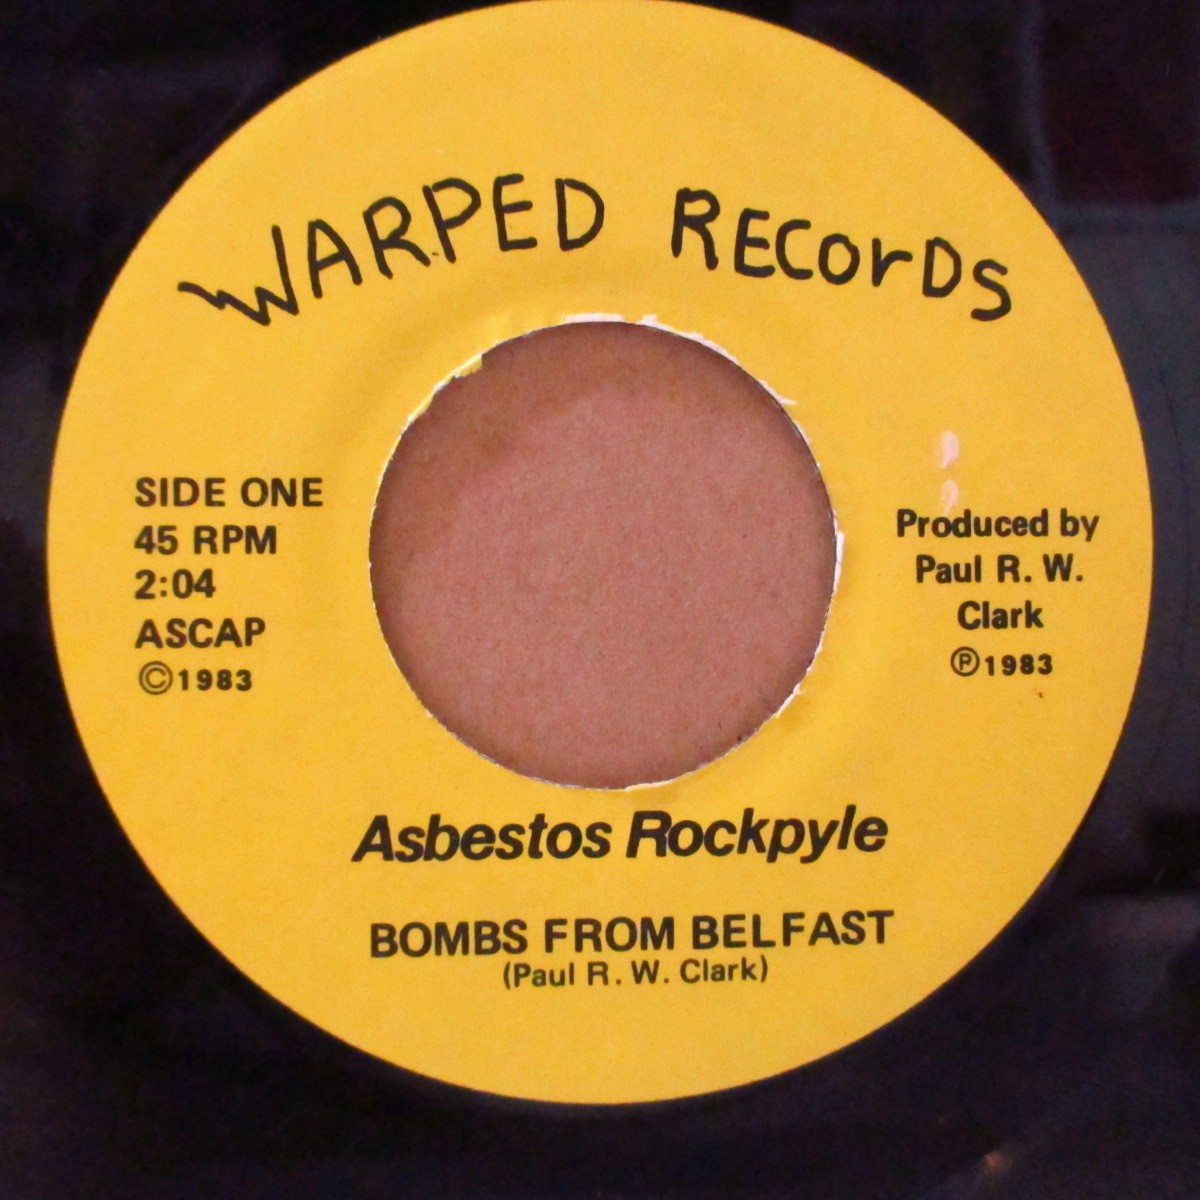 WARPED RECorDS
SIDE ONE
45 RPM
2:04
ASCAP
©1983
Produced by
Paul R. W.
Clark
℗1983
Asbestos Rockpyle
BOMBS FROM BELFAST
(Paul R. W. Clark)